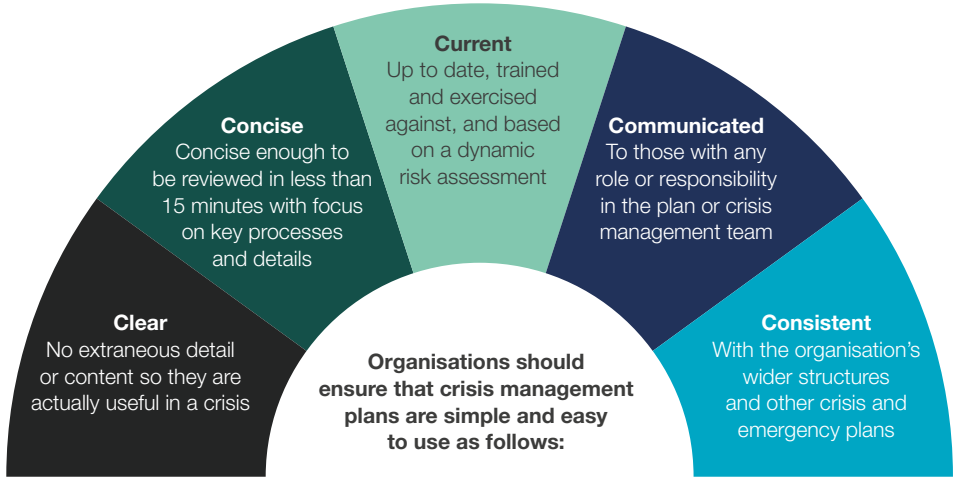 Clear
No extraneous detail
or content so they are
actually useful in a crisis
Concise
Concise enough to
be reviewed in less than
15 minutes with focus
on key processes
and details
Current
Up to date, trained
and exercised
against, and based
on a dynamic
risk assessment
Communicated
To those with any
role or responsibility
in the plan or crisis
management team
Consistent
With the organisation’s
wider structures
and other crisis and
emergency plans
Organisations should
ensure that crisis management
plans are simple and easy
to use as follows: